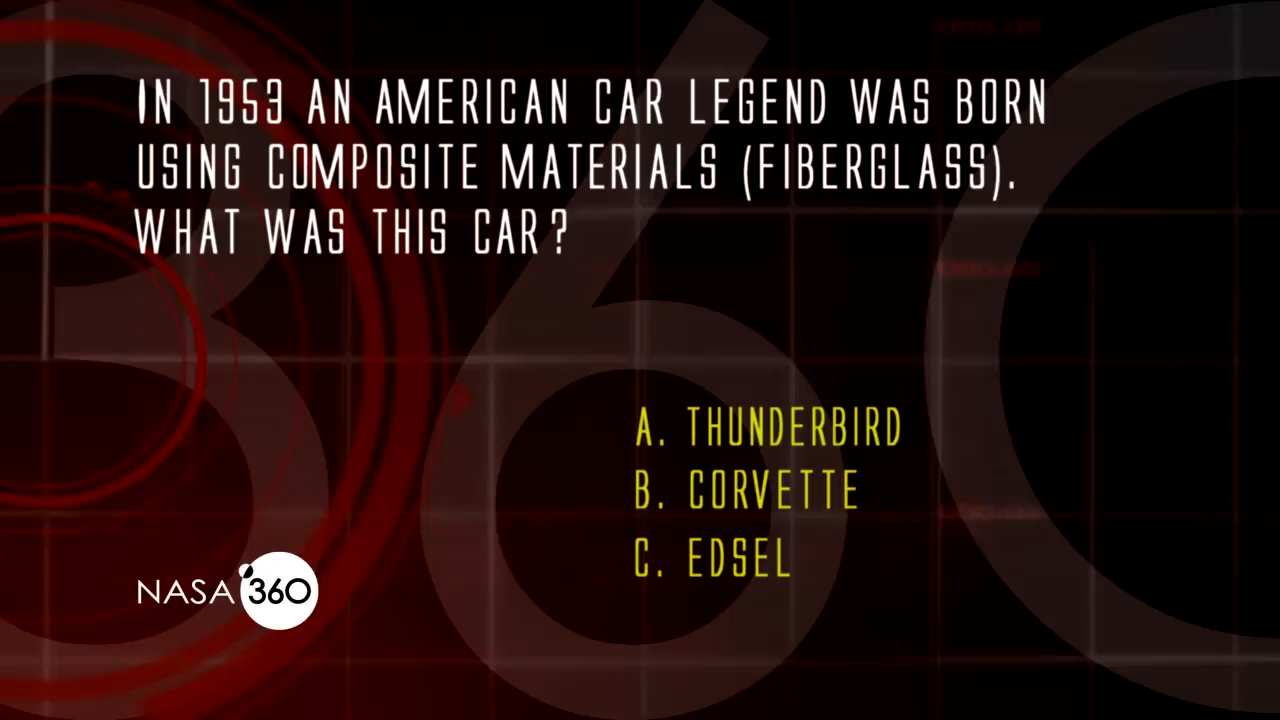 IN 1953 AN AMERICAN CAR LEGEND WAS BORN
USING COMPOSITE MATERIALS (FIBERGLASS).
WHAT WAS THIS CAR?
A. THUNDERBIRD
B. CORVETTE
C. EDSEL
NASA 360